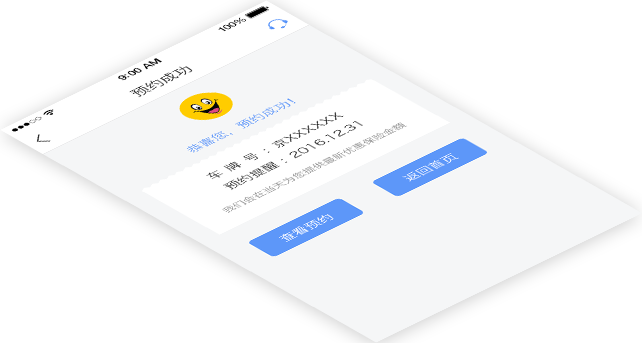 9:00 AM
100%
预约成功
恭喜您，预约成功!
车 牌 号 ：京XXXXXX
预约提醒：2016.12.31
我们会在当天为您提供最新优惠保险金额
查看预约
返回首页